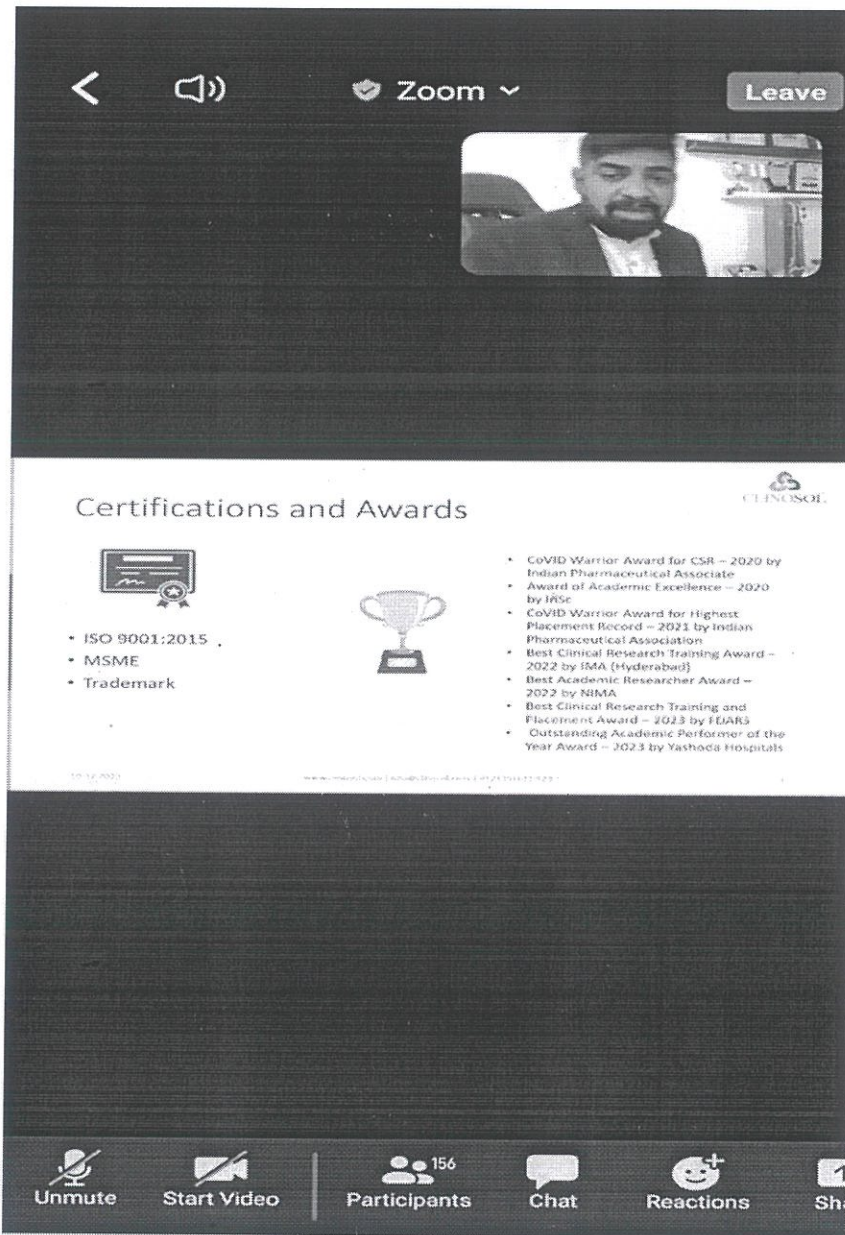 Zoom
Leave
CLINOSOL
Certifications and Awards
• ISO 9001:2015
• MSME
• Trademark
• CoVID Warrior Award for CSR – 2020 by
Indian Pharmaceutical Associate
• Award of Academic Excellence – 2020
by InSc
• CoVID Warrior Award for Highest
Placement Record – 2021 by Indian
Pharmaceutical Association
• Best Clinical Research Training Award –
2022 by IMA (Hyderabad)
• Best Academic Researcher Award –
2022 by NIMA
• Best Clinical Research Training and
Placement Award – 2023 by
• Outstanding Academic Performer of the
Year Award – 2023 by Yashoda Hospitals
156
Unmute
Start Video
Participants
Chat
Reactions
Sha